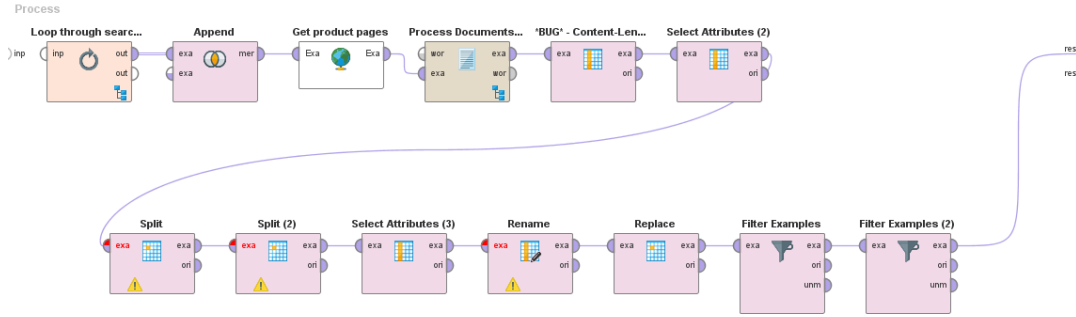 Process
Loop through searc... Append Get product pages Process Documents... *BUG* - Content-Len... Select Attributes (2)
inp inp out exa mer Exa Exa wor exa exa exa exa exa res
out exa exa wor ori ori res
Split Split (2) Select Attributes (3) Rename Replace Filter Examples Filter Examples (2)
exa exa exa exa exa exa exa exa exa exa exa exa exa exa
ori ori ori ori ori ori ori
unm unm